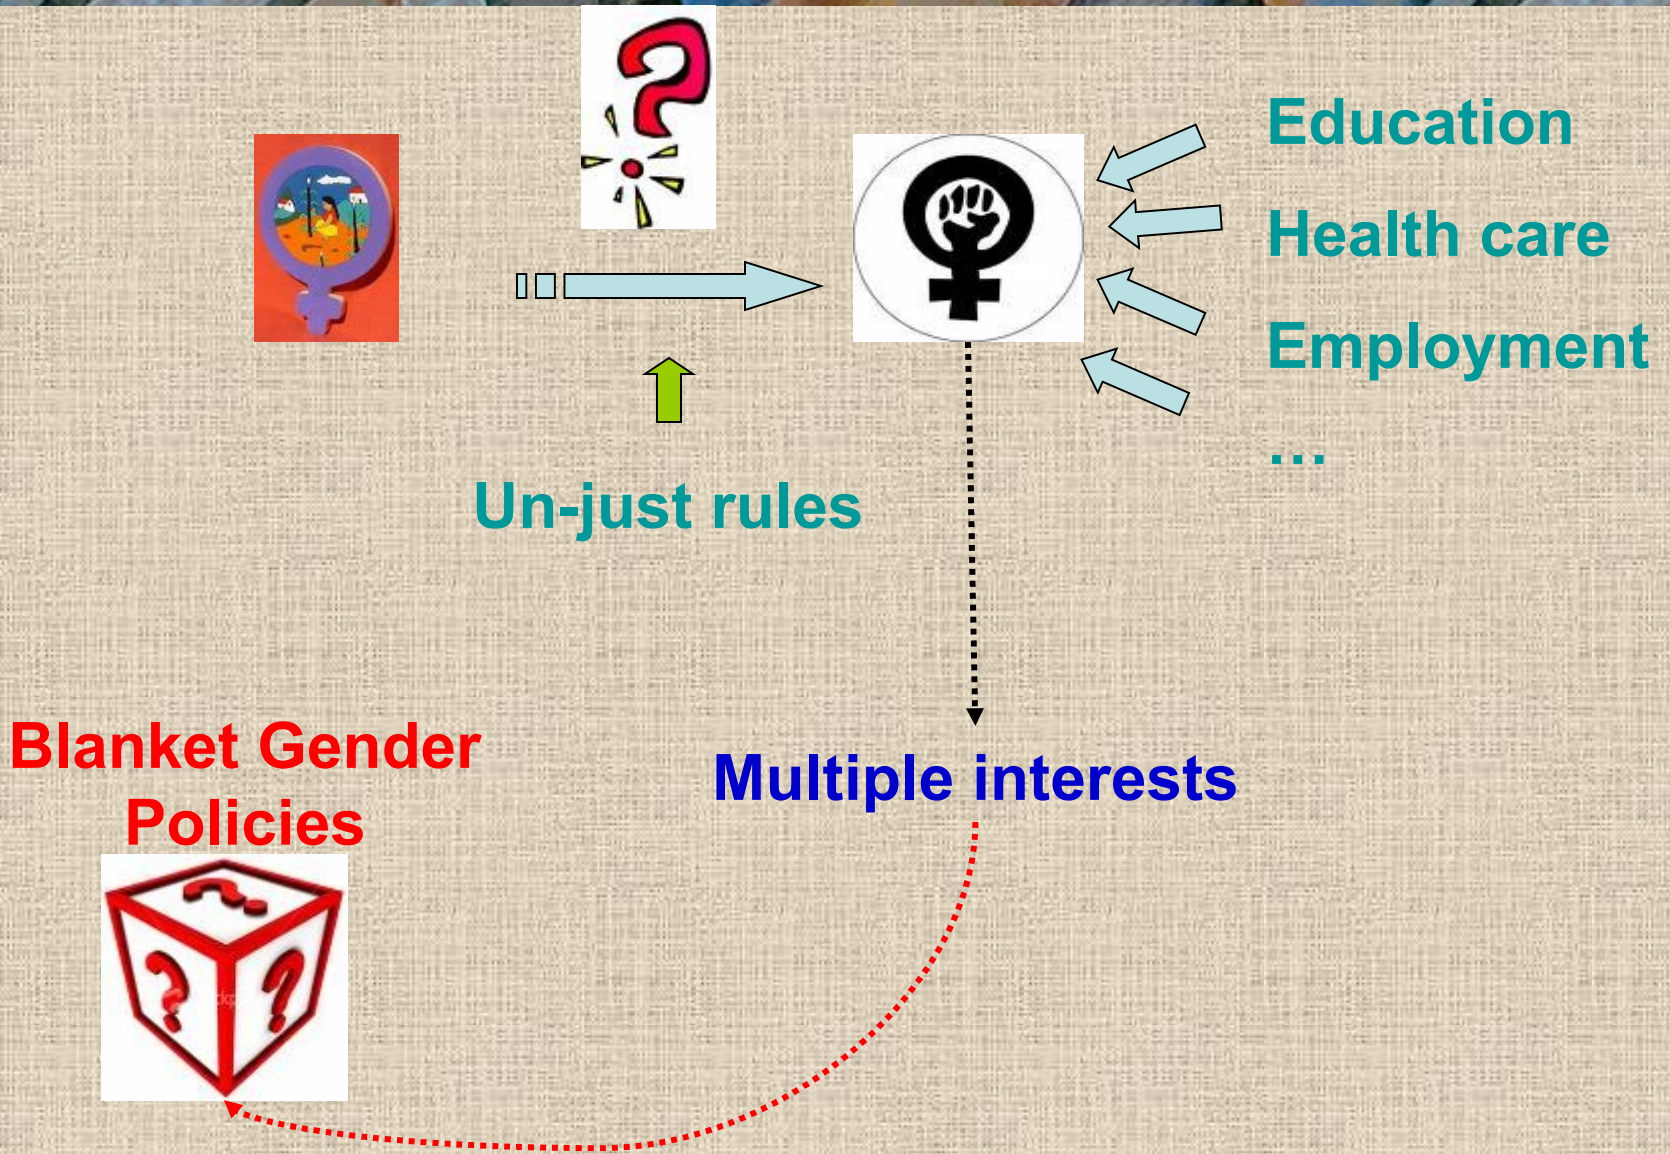 Education
Health care
Employment
…
Un-just rules
Blanket Gender
Policies
Multiple interests